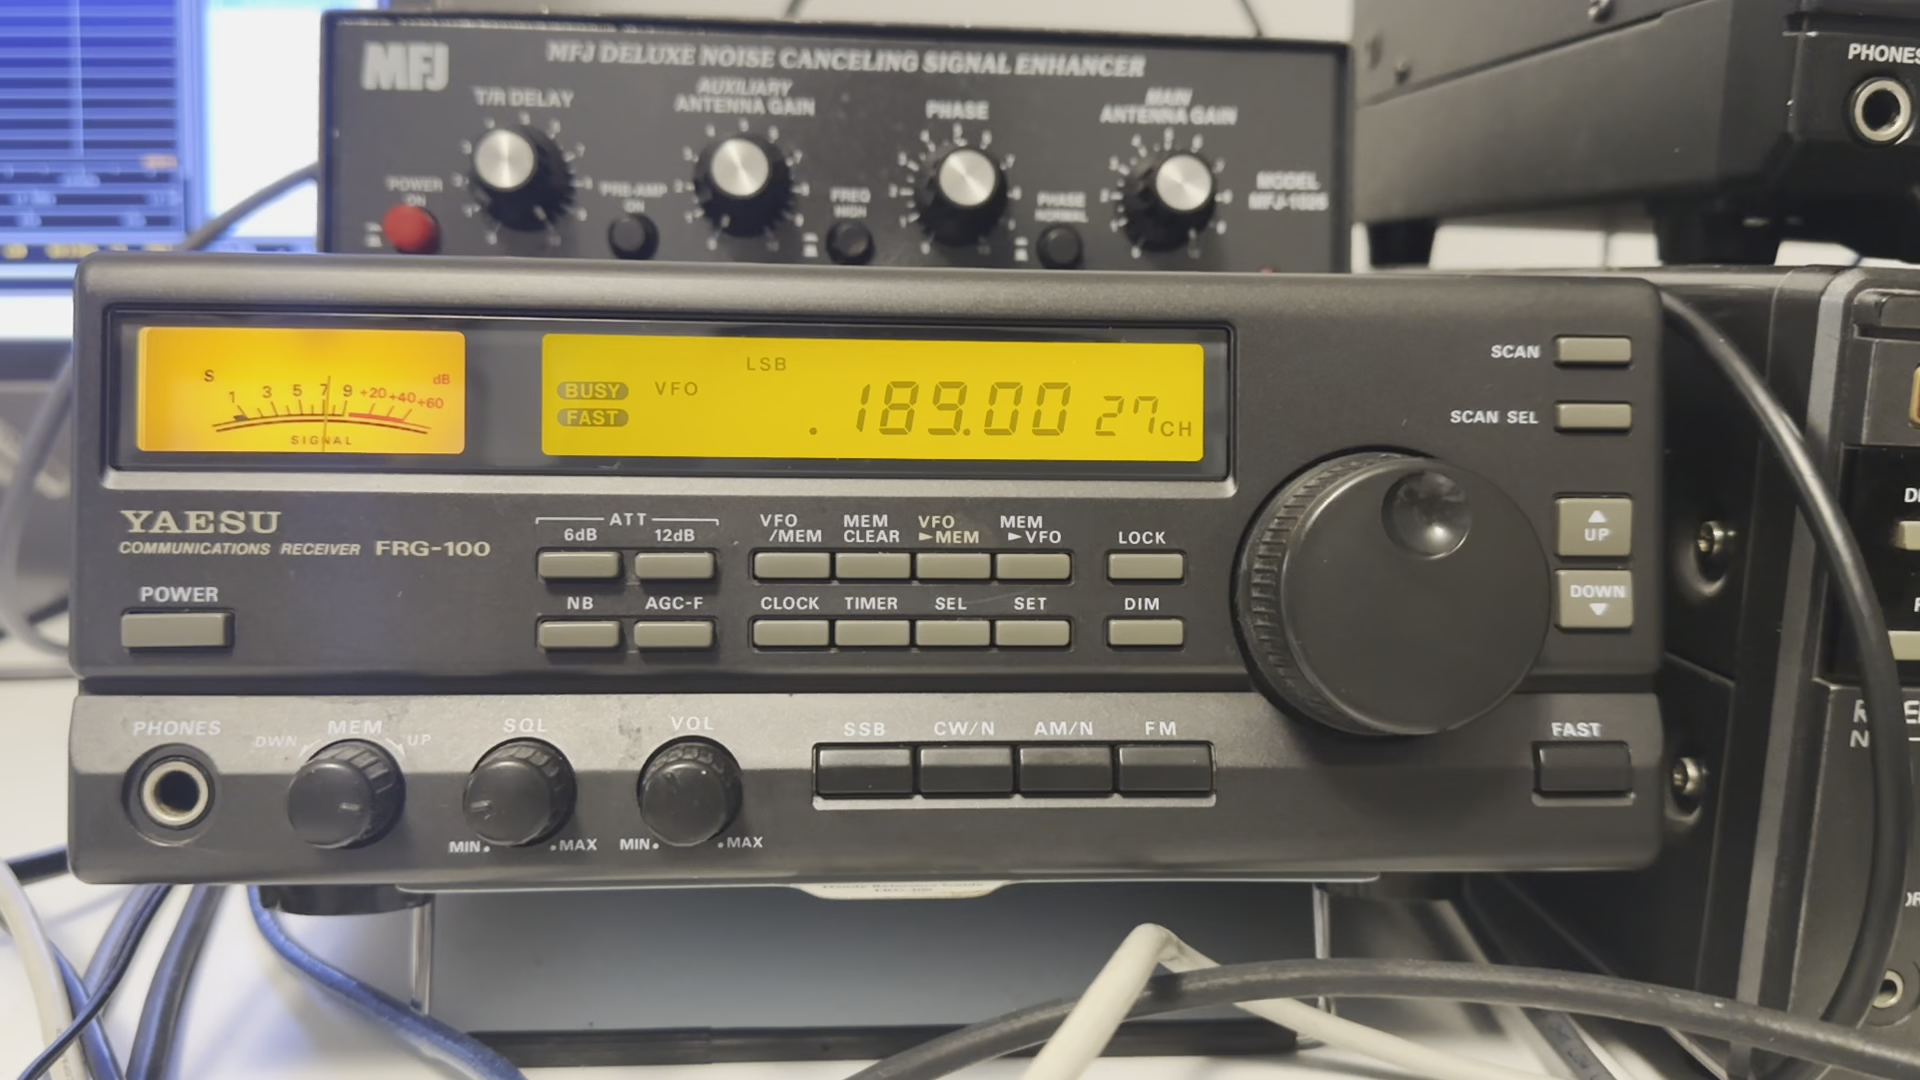 MFJ
MFJ DELUXE NOISE CANCELING SIGNAL ENHANCER
T/R DELAY
AUXILIARY
ANTENNA GAIN
PHASE
MAIN
ANTENNA GAIN
POWER
ON
PRE-AMP
ON
FREQ
HIGH
PHASE
NORMAL
MODEL
PHONES
S
1 3 5 7 9 +20 +40 +60
dB
SIGNAL
LSB
BUSY VFO
FAST
.189.00 27CH
SCAN
SCAN SEL
YAESU
COMMUNICATIONS RECEIVER FRG-100
ATT
6dB 12dB
VFO
/MEM
MEM
CLEAR
VFO
►MEM
MEM
►VFO
LOCK
▲
UP
POWER
NB AGC-F CLOCK TIMER SEL SET DIM
DOWN
▼
PHONES
DWN MEM UP
SQL
MIN. .MAX
VOL
MIN. .MAX
SSB CW/N AM/N FM
FAST